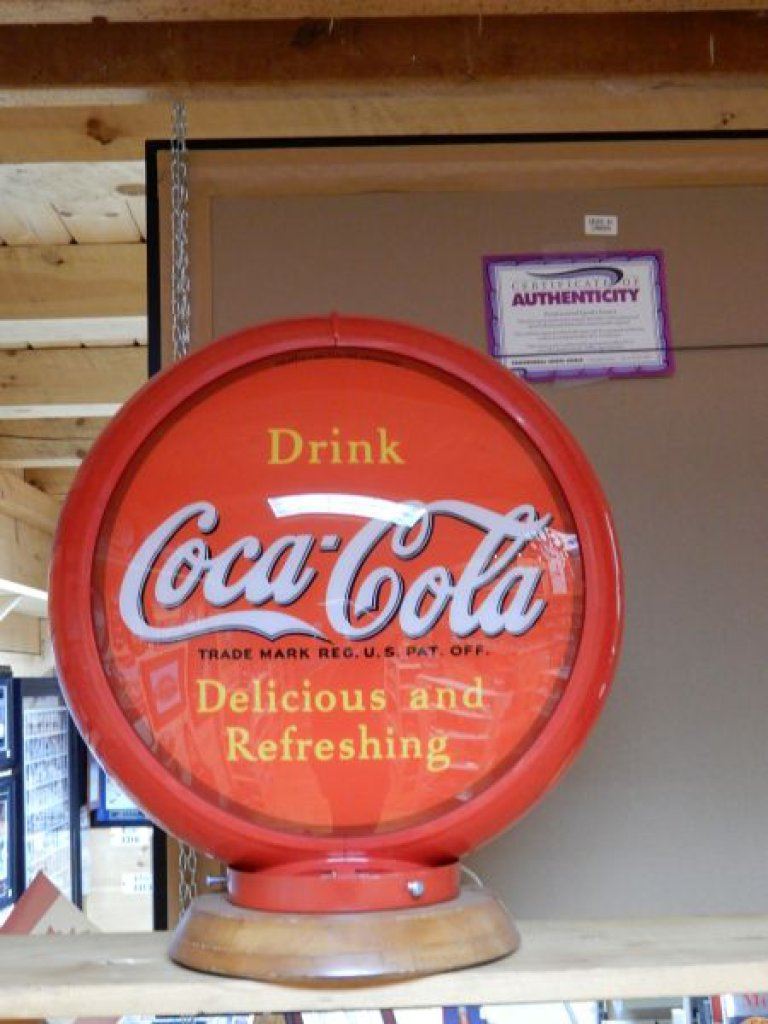 CERTIFICATE OF
AUTHENTICITY
Drink
Coca-Cola
TRADE MARK REG. U.S. PAT. OFF.
Delicious and
Refreshing